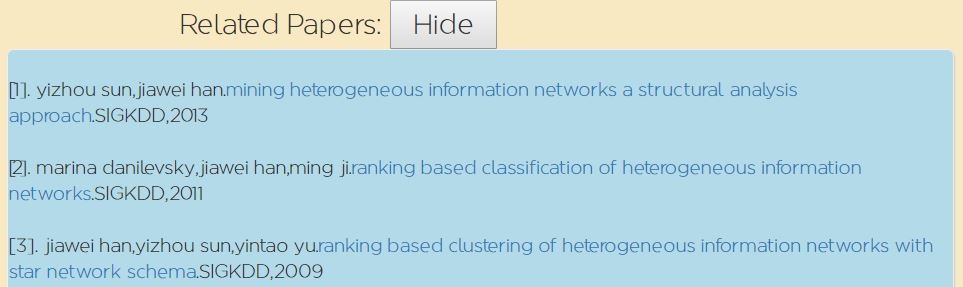 Related Papers: Hide
[1]. yizhou sun,jiawei han.mining heterogeneous information networks a structural analysis
approach.SIGKDD,2013
[2]. marina danilevsky,jiawei han,ming ji.ranking based classification of heterogeneous information
networks.SIGKDD,2011
[3]. jiawei han,yizhou sun,yintao yu.ranking based clustering of heterogeneous information networks with
star network schema.SIGKDD,2009